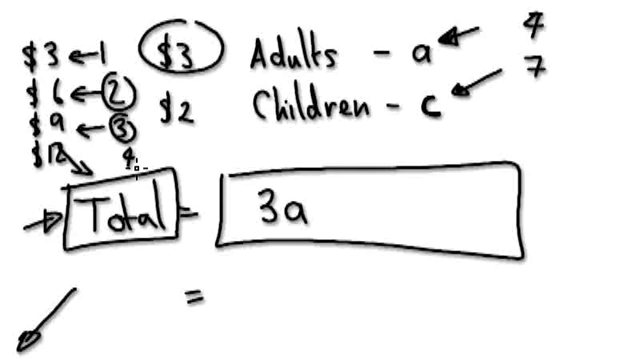 $3 ← 1 $3 Adults - a ← 4
$6 ← 2 $2 Children - c ← 7
$9 ← 3
$12 4
→ Total = 3a
=